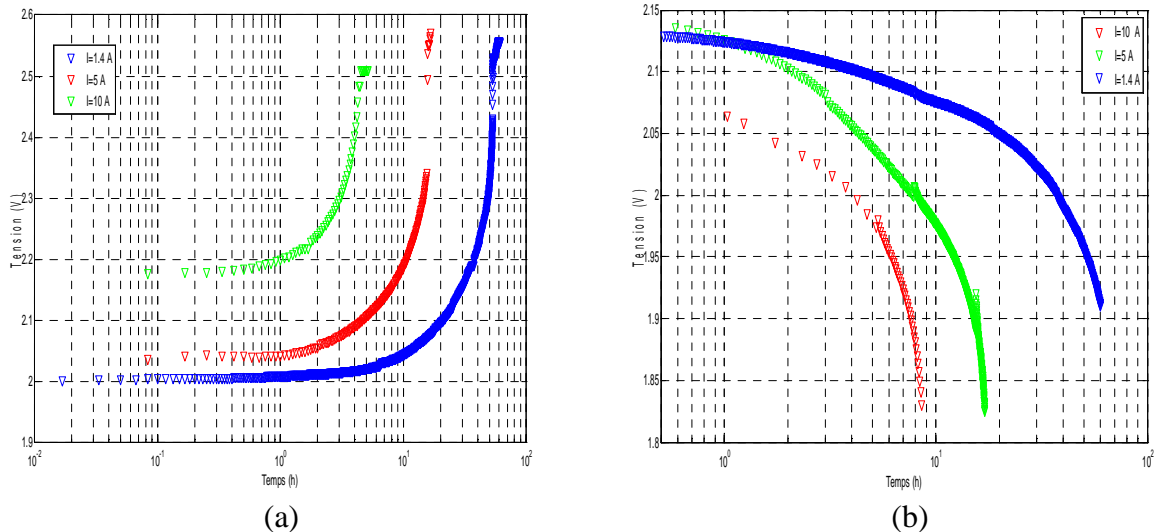 2.6
2.5
2.4
2.3
2.2
2.1
2
1.9
Tension (V)
I=1.4 A
I=5 A
I=10 A
10^-2
10^-1
10^0
10^1
10^2
Temps (h)
(a)
2.15
2.1
2.05
2
1.95
1.9
1.85
1.8
Tension (V)
I=10 A
I=5 A
I=1.4 A
10^0
10^1
10^2
Temps (h)
(b)